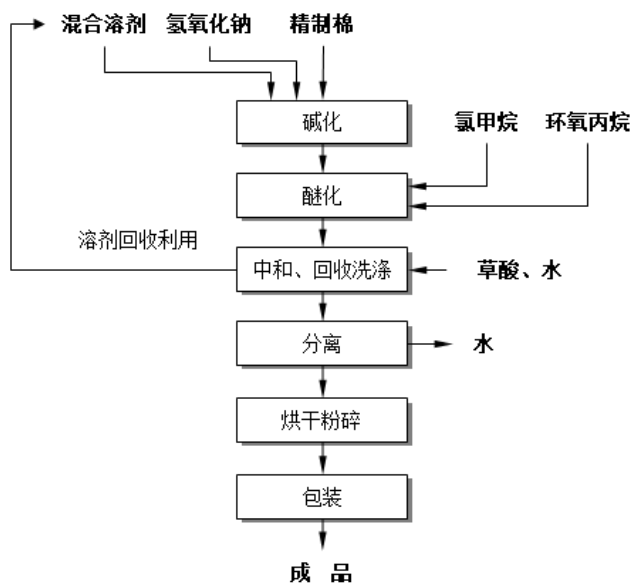 混合溶剂 氢氧化钠 精制棉
碱化
氯甲烷 环氧丙烷
醚化
溶剂回收利用
中和、回收洗涤
草酸、水
分离
水
烘干粉碎
包装
成 品